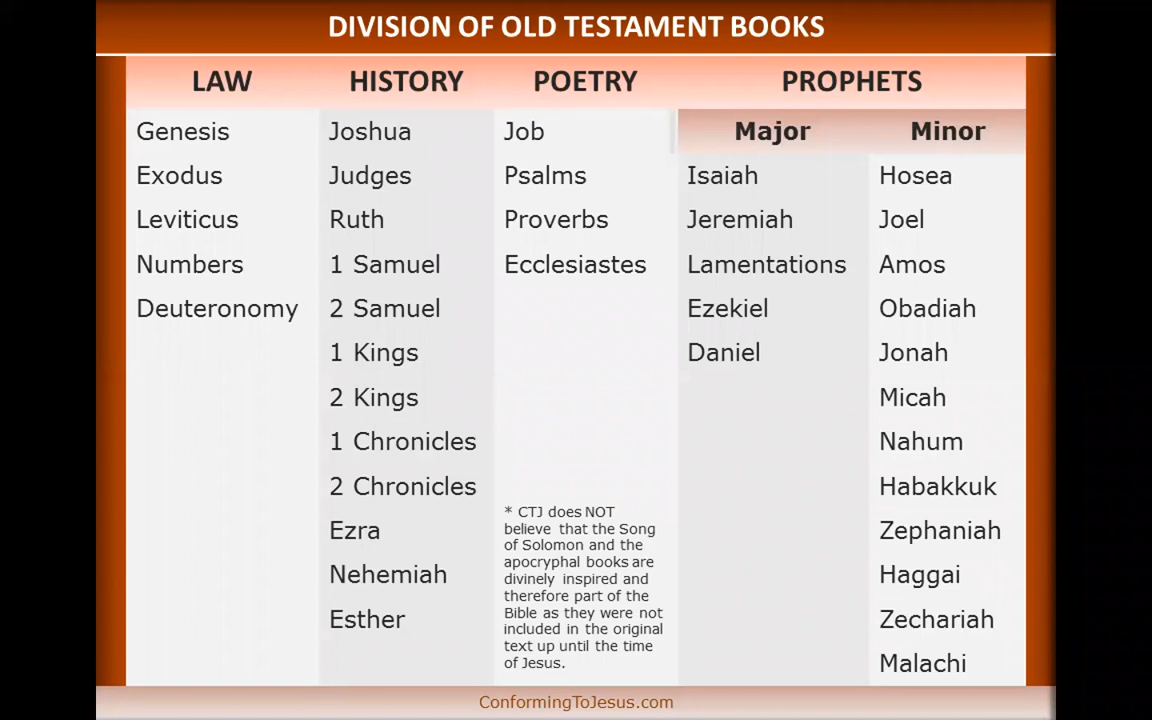 DIVISION OF OLD TESTAMENT BOOKS
LAW
Genesis
Exodus
Leviticus
Numbers
Deuteronomy
HISTORY
Joshua
Judges
Ruth
1 Samuel
2 Samuel
1 Kings
2 Kings
1 Chronicles
2 Chronicles
Ezra
Nehemiah
Esther
POETRY
Job
Psalms
Proverbs
Ecclesiastes
* CTJ does NOT
believe that the Song
of Solomon and the
apocryphal books are
divinely inspired and
therefore part of the
Bible as they were not
included in the original
text up until the time
of Jesus.
PROPHETS
Major
Isaiah
Jeremiah
Lamentations
Ezekiel
Daniel
Minor
Hosea
Joel
Amos
Obadiah
Jonah
Micah
Nahum
Habakkuk
Zephaniah
Haggai
Zechariah
Malachi
ConformingToJesus.com